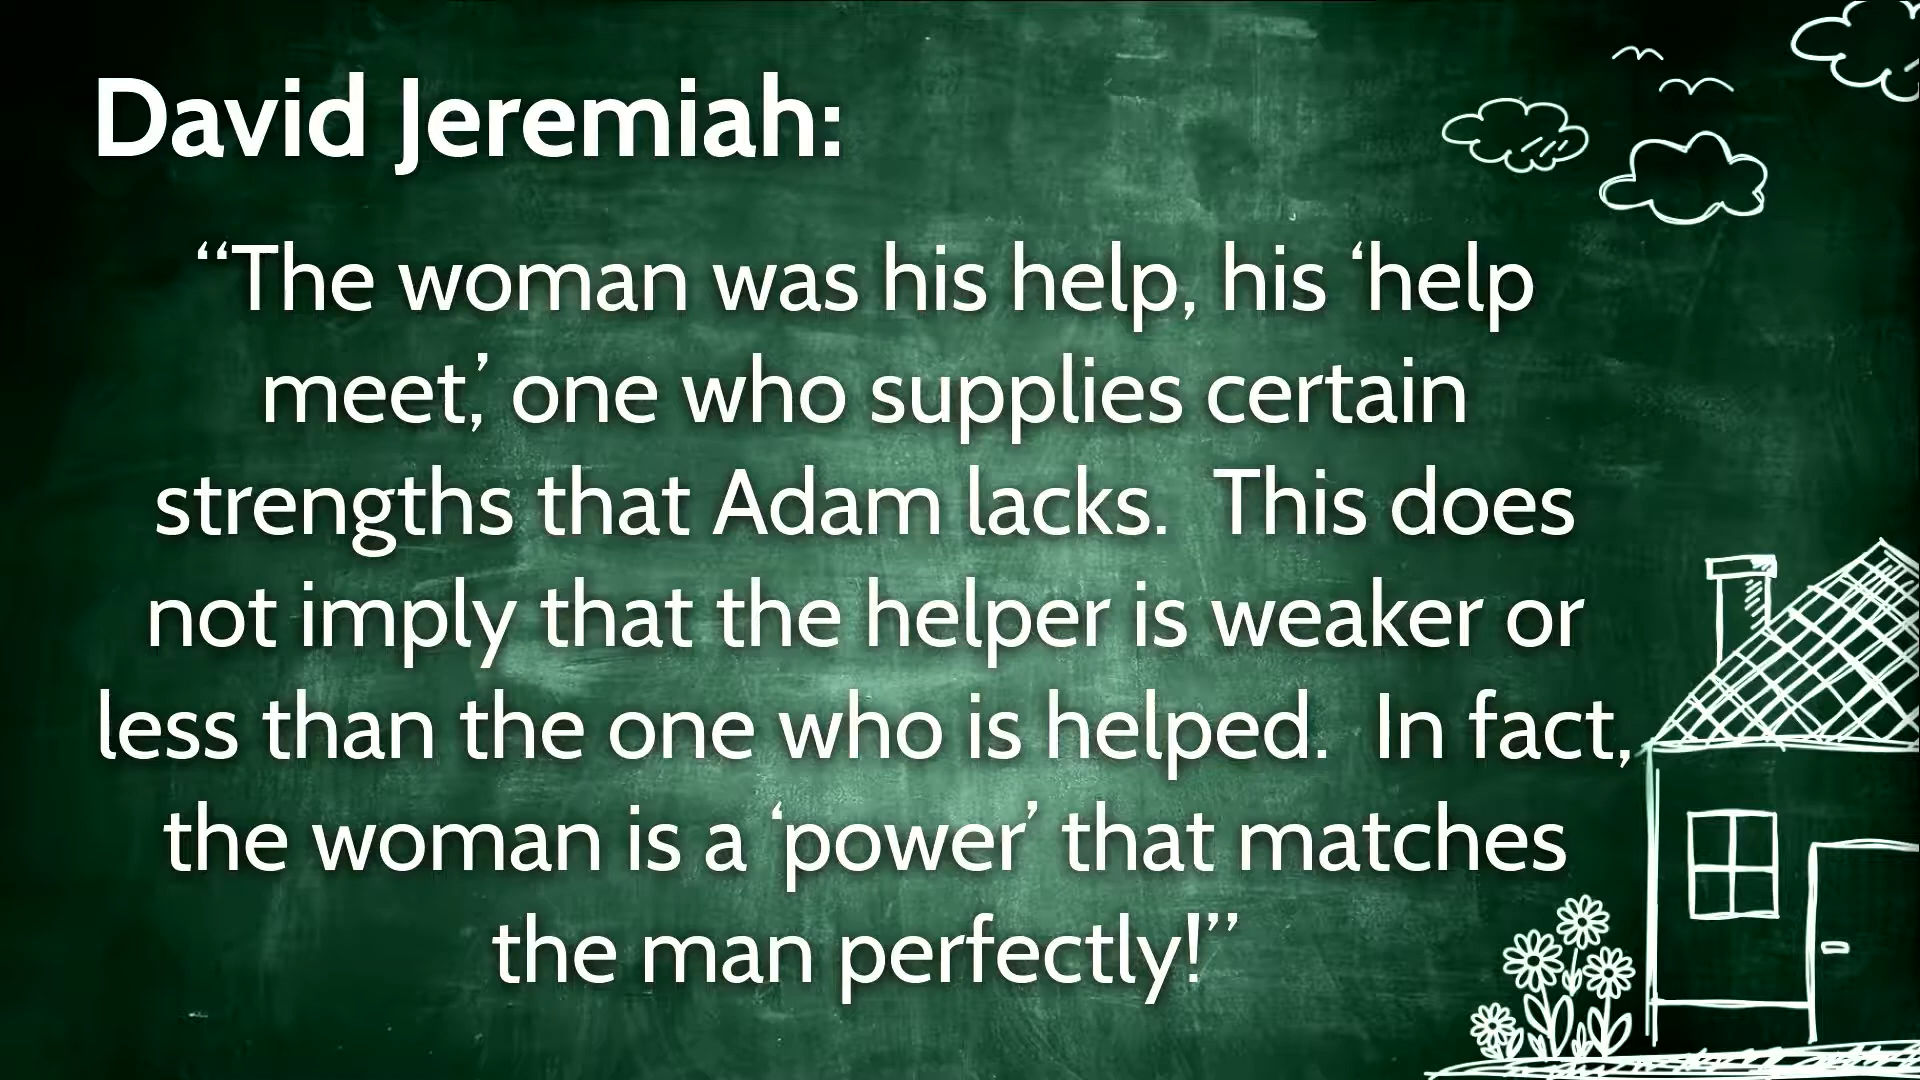 David Jeremiah:
“The woman was his help, his ‘help
meet,’ one who supplies certain
strengths that Adam lacks.  This does
not imply that the helper is weaker or
less than the one who is helped.  In fact,
the woman is a ‘power’ that matches
the man perfectly!”